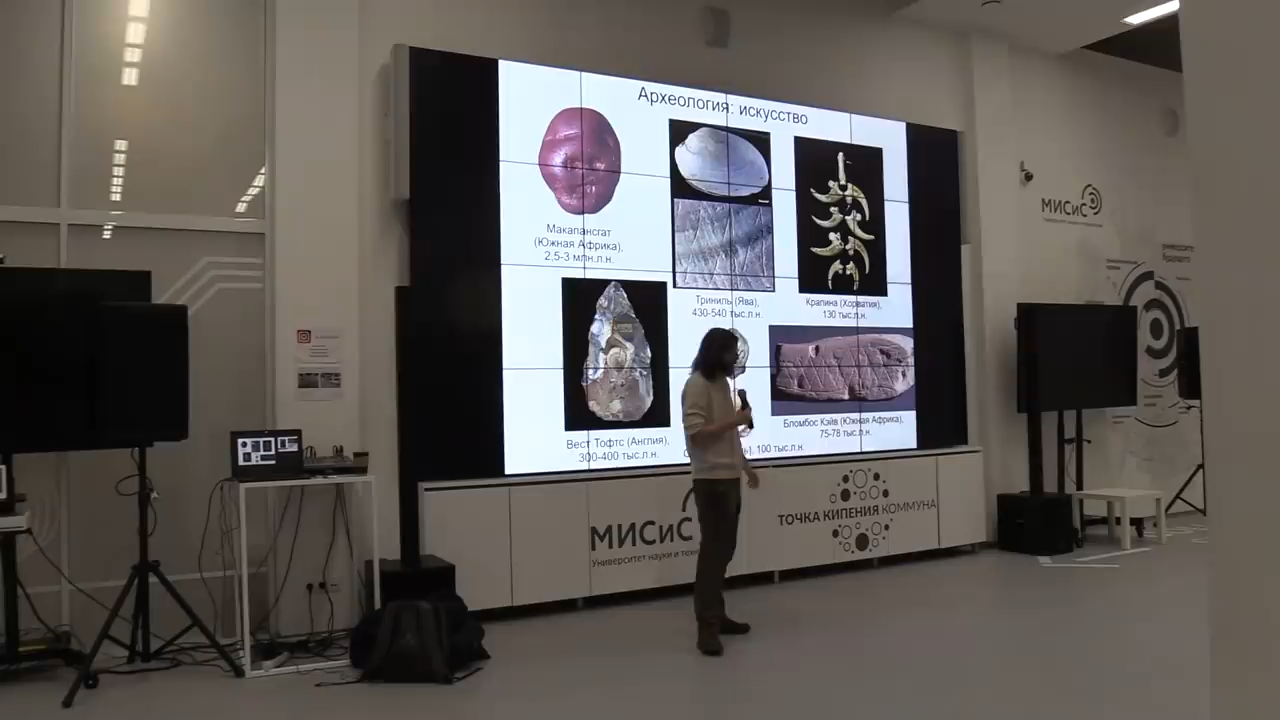 Археология: искусство
Макапансгат
(Южная Африка),
2,5-3 млн.л.н.
Триниль (Ява),
430-540 тыс.л.н.
Крапина (Хорватия),
130 тыс.л.н.
Вест Тофтс (Англия),
300-400 тыс.л.н.
100 тыс.л.н.
Бломбос Кэйв (Южная Африка),
75-78 тыс.л.н.
МИСиС
Университет науки и
ТОЧКА КИПЕНИЯ КОММУНА
МИСиС